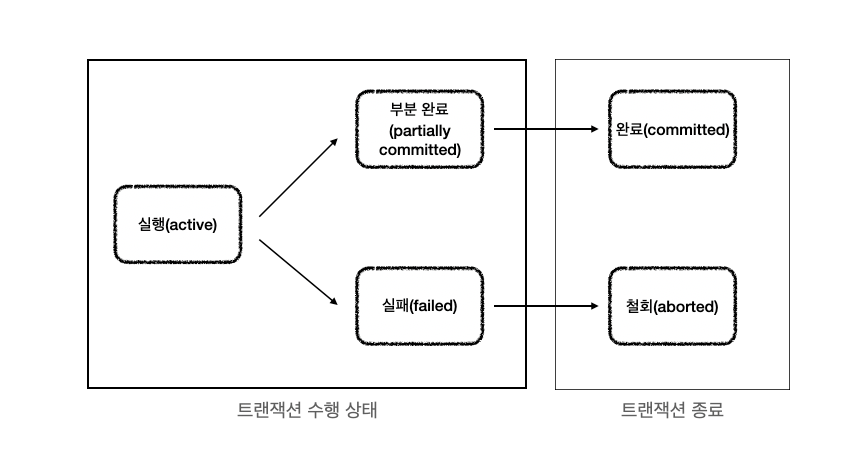 부분 완료
(partially
committed)
완료(committed)
실행(active)
실패(failed)
철회(aborted)
트랜잭션 수행 상태
트랜잭션 종료